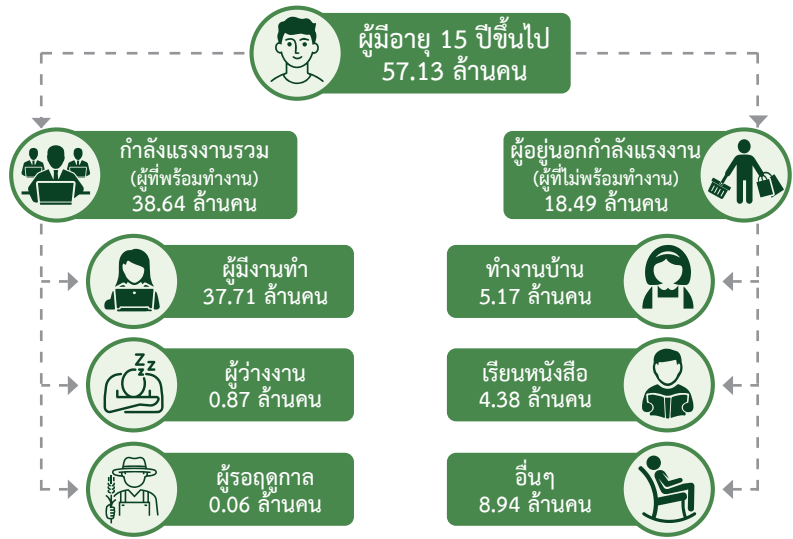 ผู้มีอายุ 15 ปีขึ้นไป
57.13 ล้านคน
กำลังแรงงานรวม
(ผู้ที่พร้อมทำงาน)
38.64 ล้านคน
ผู้มีงานทำ
37.71 ล้านคน
zzz
ผู้ว่างงาน
0.87 ล้านคน
ผู้รอฤดูกาล
0.06 ล้านคน
ผู้อยู่นอกกำลังแรงงาน
(ผู้ที่ไม่พร้อมทำงาน)
18.49 ล้านคน
ทำงานบ้าน
5.17 ล้านคน
เรียนหนังสือ
4.38 ล้านคน
อื่นๆ
8.94 ล้านคน